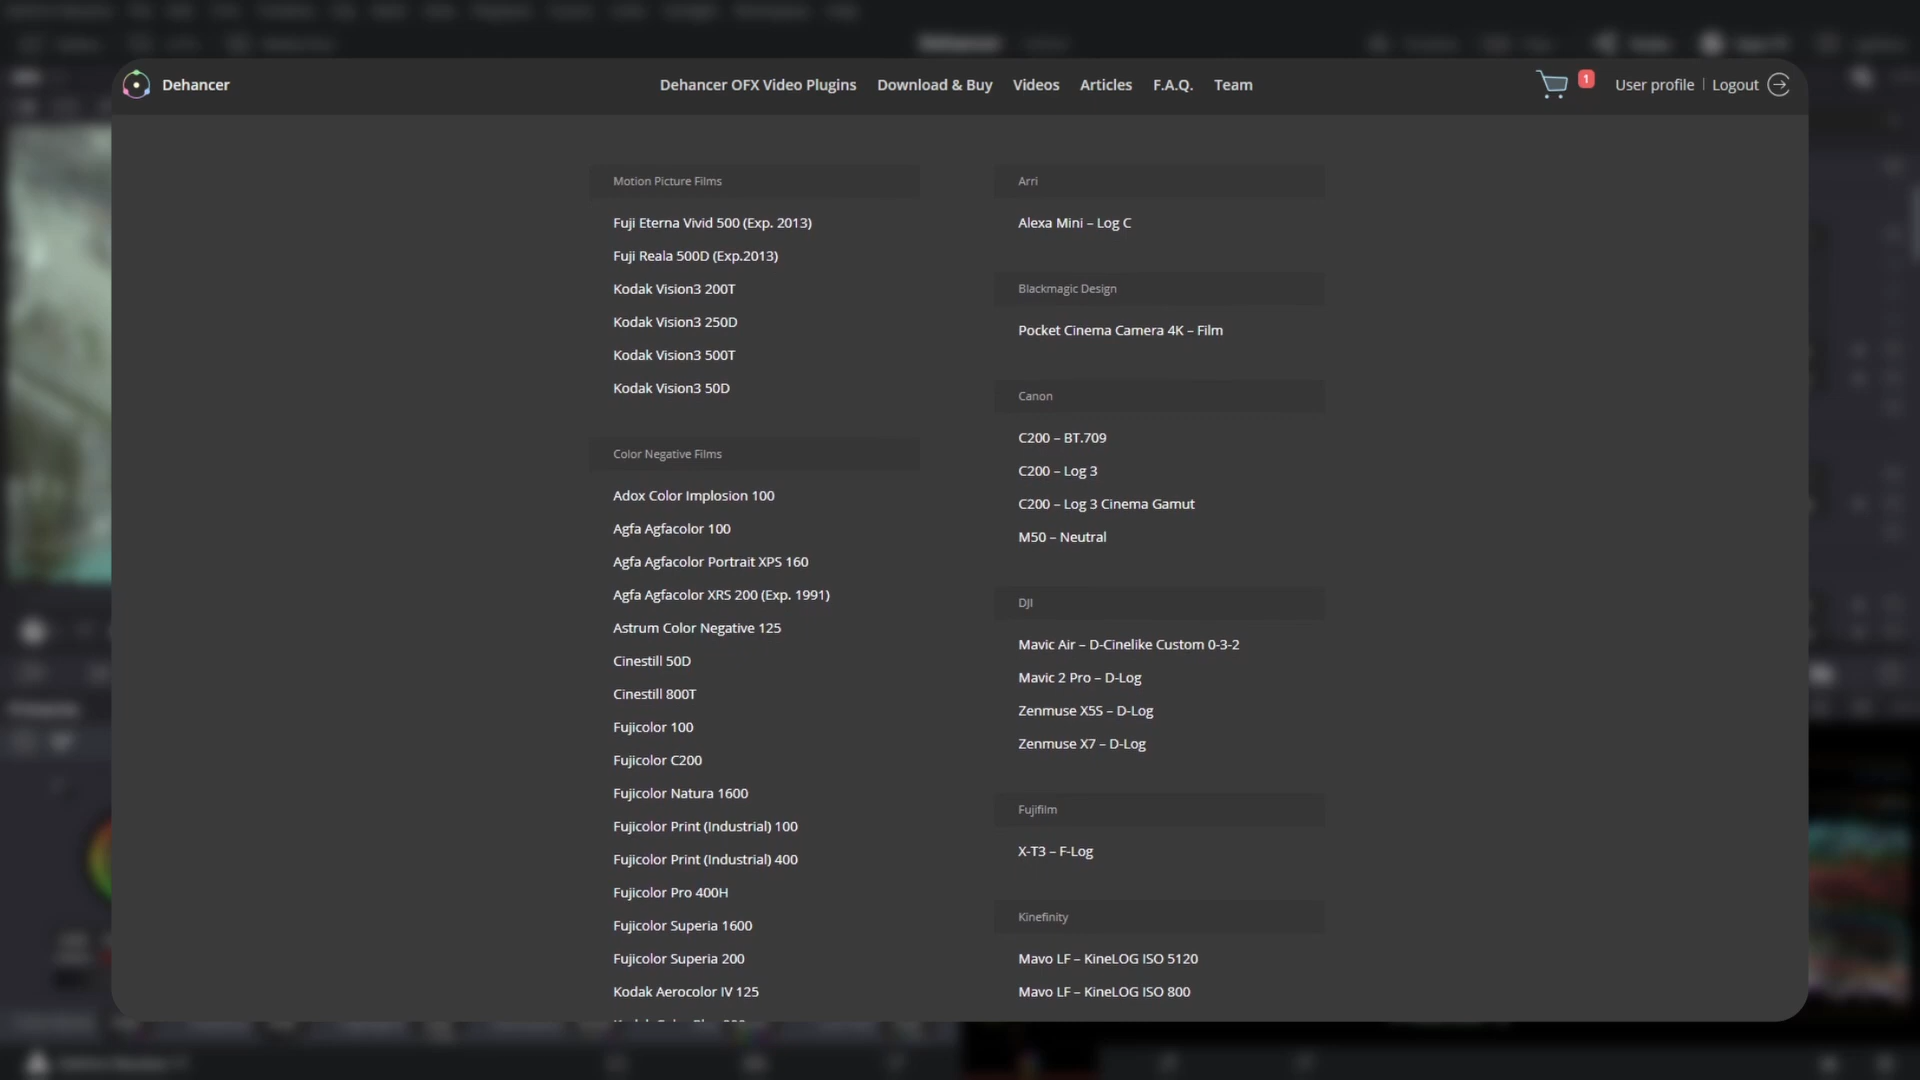 Dehancer
Dehancer OFX Video Plugins
Download & Buy
Videos
Articles
F.A.Q.
Team
1
User profile
Logout
Motion Picture Films
Fuji Eterna Vivid 500 (Exp. 2013)
Fuji Reala 500D (Exp.2013)
Kodak Vision3 200T
Kodak Vision3 250D
Kodak Vision3 500T
Kodak Vision3 50D
Color Negative Films
Adox Color Implosion 100
Agfa Agfacolor 100
Agfa Agfacolor Portrait XPS 160
Agfa Agfacolor XRS 200 (Exp. 1991)
Astrum Color Negative 125
Cinestill 50D
Cinestill 800T
Fujicolor 100
Fujicolor C200
Fujicolor Natura 1600
Fujicolor Print (Industrial) 100
Fujicolor Print (Industrial) 400
Fujicolor Pro 400H
Fujicolor Superia 1600
Fujicolor Superia 200
Kodak Aerocolor IV 125
Arri
Alexa Mini – Log C
Blackmagic Design
Pocket Cinema Camera 4K – Film
Canon
C200 – BT.709
C200 – Log 3
C200 – Log 3 Cinema Gamut
M50 – Neutral
DJI
Mavic Air – D-Cinelike Custom 0-3-2
Mavic 2 Pro – D-Log
Zenmuse X5S – D-Log
Zenmuse X7 – D-Log
Fujifilm
X-T3 – F-Log
Kinefinity
Mavo LF – KineLOG ISO 5120
Mavo LF – KineLOG ISO 800